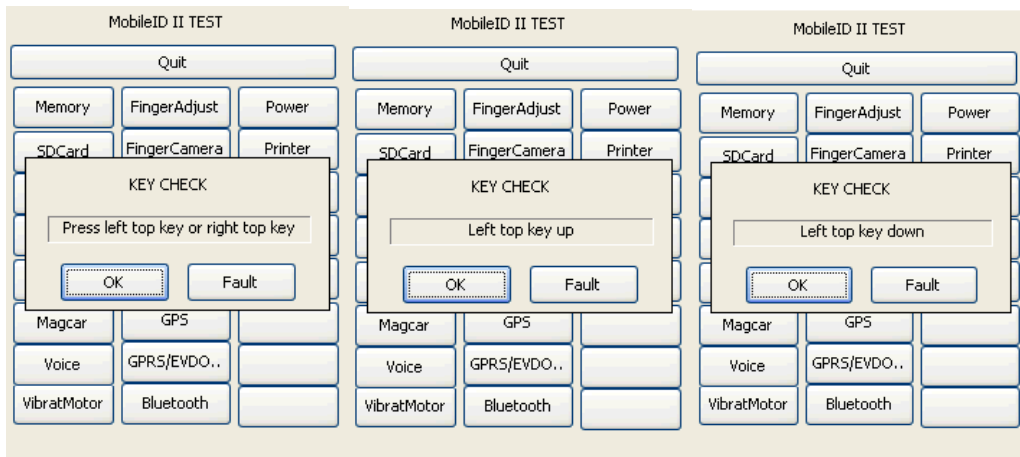 MobileID II TEST
Quit
Memory FingerAdjust Power
SDCard FingerCamera Printer
KEY CHECK
Press left top key or right top key
OK Fault
Magcar GPS
Voice GPRS/EVDO..
VibratMotor Bluetooth
MobileID II TEST
Quit
Memory FingerAdjust Power
SDCard FingerCamera Printer
KEY CHECK
Left top key up
OK Fault
Magcar GPS
Voice GPRS/EVDO..
VibratMotor Bluetooth
MobileID II TEST
Quit
Memory FingerAdjust Power
SDCard FingerCamera Printer
KEY CHECK
Left top key down
OK Fault
Magcar GPS
Voice GPRS/EVDO..
VibratMotor Bluetooth